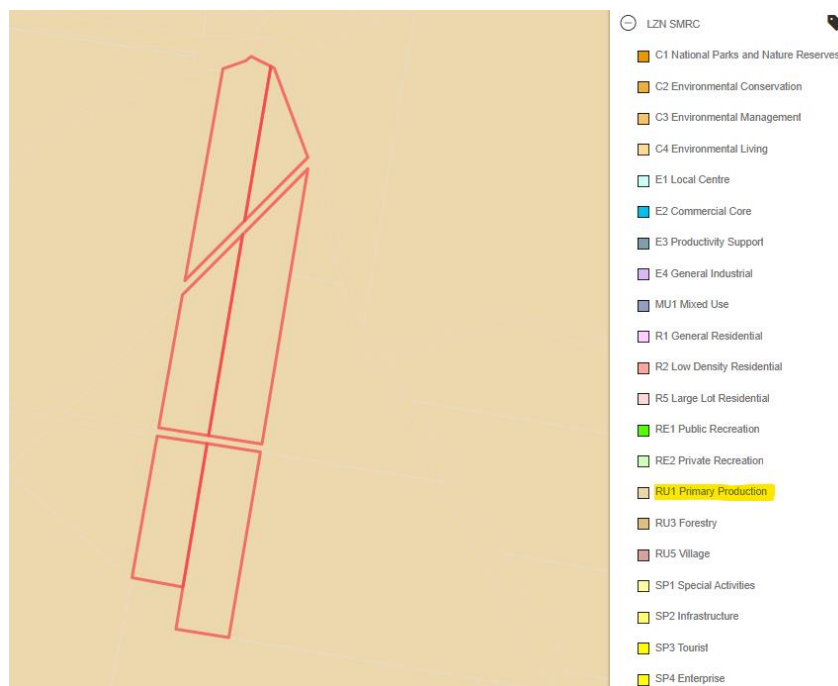 LZN SMRC
C1 National Parks and Nature Reserves
C2 Environmental Conservation
C3 Environmental Management
C4 Environmental Living
E1 Local Centre
E2 Commercial Core
E3 Productivity Support
E4 General Industrial
MU1 Mixed Use
R1 General Residential
R2 Low Density Residential
R5 Large Lot Residential
RE1 Public Recreation
RE2 Private Recreation
RU1 Primary Production
RU3 Forestry
RU5 Village
SP1 Special Activities
SP2 Infrastructure
SP3 Tourist
SP4 Enterprise